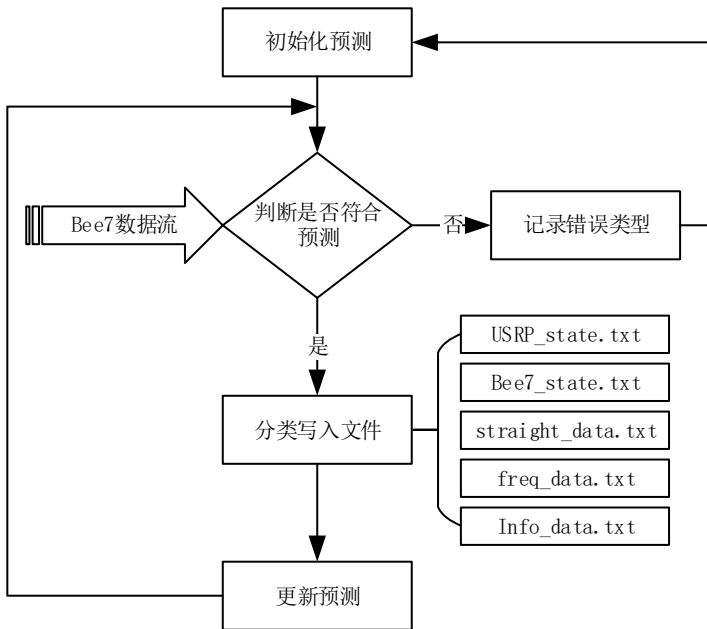 初始化预测
Bee7数据流
判断是否符合
预测
否
记录错误类型
是
USRP_state.txt
Bee7_state.txt
分类写入文件
straight_data.txt
freq_data.txt
Info_data.txt
更新预测